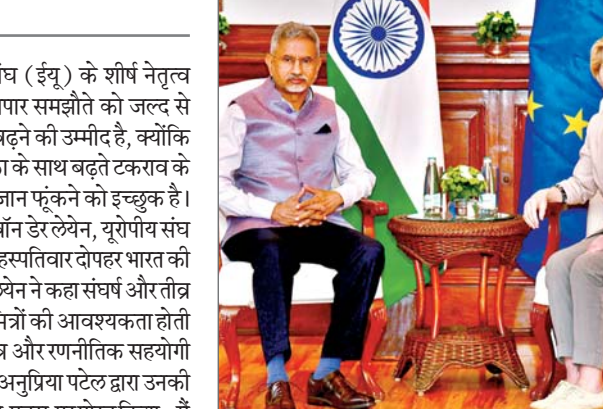 घ (ईयू) के शीर्ष नेतृत्व
पार समझौते को जल्द से
बढ़ने की उम्मीद है, क्योंकि
के साथ बढ़ते टकराव के
जान फूंकने को इच्छुक है।
वॉन डेर लेयेन, यूरोपीय संघ
हस्पतिवार दोपहर भारत की
येन ने कहा संघर्ष और तीव्र
मित्रों की आवश्यकता होती
और रणनीतिक सहयोगी
अनुप्रिया पटेल द्वारा उनकी